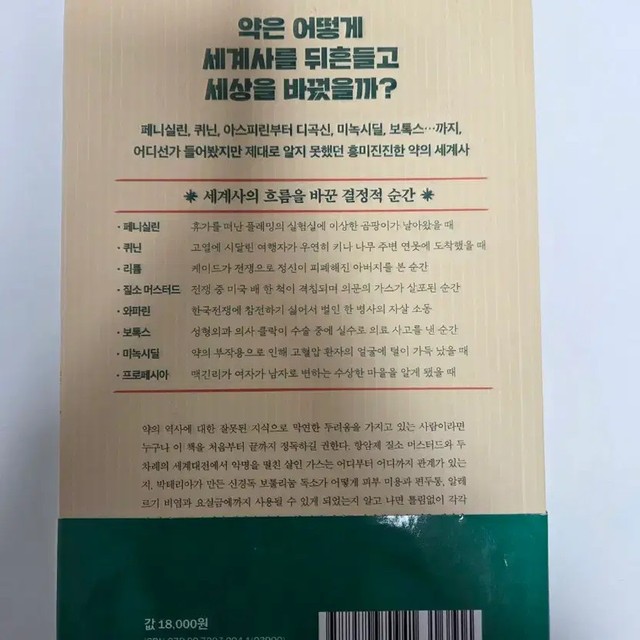 약은 어떻게
세계사를 뒤흔들고
세상을 바꿨을까?
페니실린, 퀴닌, 아스피린부터 디곡신, 미녹시딜, 보톡스…까지,
어디선가 들어봤지만 제대로 알지 못했던 흥미진진한 약의 세계사
세계사의 흐름을 바꾼 결정적 순간
• 페니실린 휴가를 떠난 플레밍의 실험실에 이상한 곰팡이가 날아왔을 때
• 퀴닌 고열에 시달린 여행자가 우연히 키나 나무 주변 연못에 도착했을 때
• 리튬 케이드가 전쟁으로 정신이 피폐해진 아버지를 본 순간
• 질소 머스터드 전쟁 중 미국 배 한 척이 격침되며 의문의 가스가 살포된 순간
• 와파린 한국전쟁에 참전하기 싫어서 벌인 한 병사의 자살 소동
• 보톡스 성형외과 의사 클락이 수술 중에 실수로 의료 사고를 낸 순간
• 미녹시딜 약의 부작용으로 인해 고혈압 환자의 얼굴에 털이 가득 났을 때
• 프로페시아 맥긴리가 여자가 남자로 변하는 수상한 마을을 알게 됐을 때
약의 역사에 대한 잘못된 지식으로 막연한 두려움을 가지고 있는 사람이라면
누구나 이 책을 처음부터 끝까지 정독하길 권한다. 항암제 질소 머스터드와 두
차례의 세계대전에서 악명을 떨친 살인 가스는 어디부터 어디까지 관계가 있는
지, 박테리아가 만든 신경독 보툴리눔 독소가 어떻게 피부 미용과 편두통, 알레
르기 비염과 요실금에까지 사용될 수 있게 되었는지 알고 나면 틀림없이 각각
값 18,000원